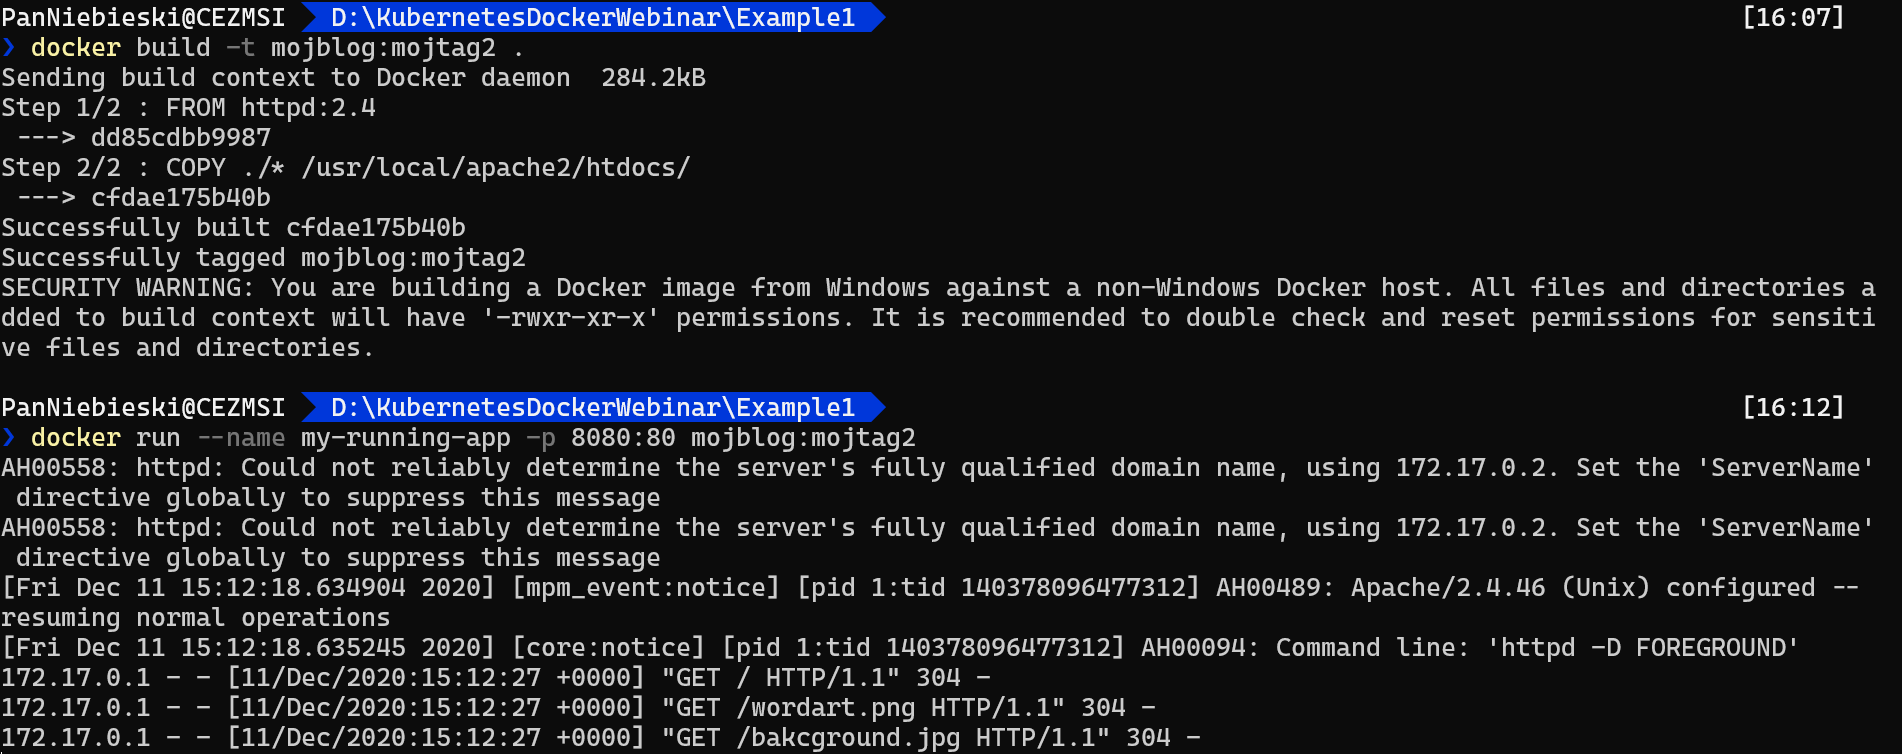 PanNiebieski@CEZMSI D:\KubernetesDockerWebinar\Example1 [16:07]
❯ docker build -t mojblog:mojtag2 .
Sending build context to Docker daemon  284.2kB
Step 1/2 : FROM httpd:2.4
 ---> dd85cdbb9987
Step 2/2 : COPY ./* /usr/local/apache2/htdocs/
 ---> cfdae175b40b
Successfully built cfdae175b40b
Successfully tagged mojblog:mojtag2
SECURITY WARNING: You are building a Docker image from Windows against a non-Windows Docker host. All files and directories a
dded to build context will have '-rwxr-xr-x' permissions. It is recommended to double check and reset permissions for sensiti
ve files and directories.
PanNiebieski@CEZMSI D:\KubernetesDockerWebinar\Example1 [16:12]
❯ docker run --name my-running-app -p 8080:80 mojblog:mojtag2
AH00558: httpd: Could not reliably determine the server's fully qualified domain name, using 172.17.0.2. Set the 'ServerName'
 directive globally to suppress this message
AH00558: httpd: Could not reliably determine the server's fully qualified domain name, using 172.17.0.2. Set the 'ServerName'
 directive globally to suppress this message
[Fri Dec 11 15:12:18.634904 2020] [mpm_event:notice] [pid 1:tid 140378096477312] AH00489: Apache/2.4.46 (Unix) configured --
resuming normal operations
[Fri Dec 11 15:12:18.635245 2020] [core:notice] [pid 1:tid 140378096477312] AH00094: Command line: 'httpd -D FOREGROUND'
172.17.0.1 - - [11/Dec/2020:15:12:27 +0000] "GET / HTTP/1.1" 304 -
172.17.0.1 - - [11/Dec/2020:15:12:27 +0000] "GET /wordart.png HTTP/1.1" 304 -
172.17.0.1 - - [11/Dec/2020:15:12:27 +0000] "GET /bakcground.jpg HTTP/1.1" 304 -